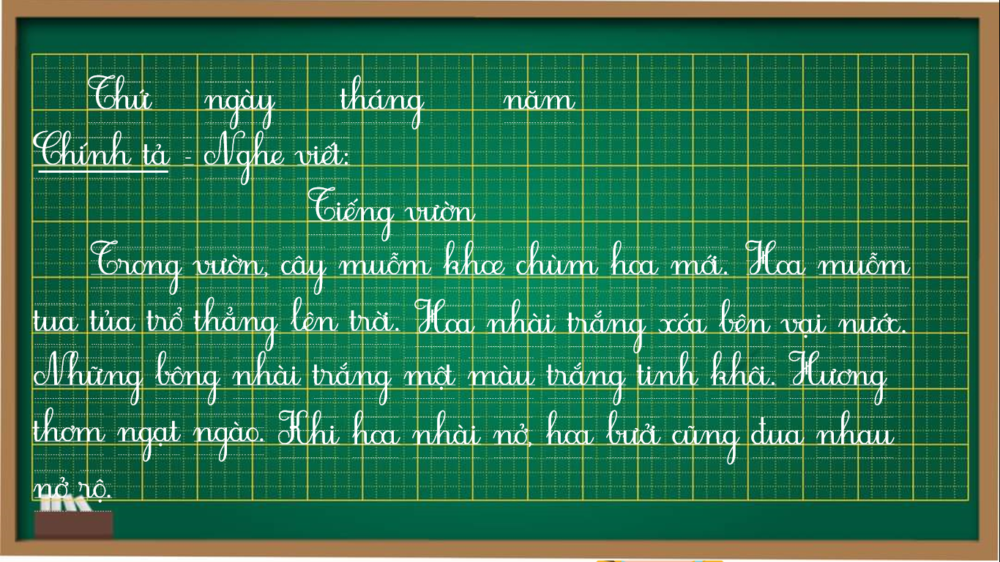 Thứ ngày tháng năm
Chính tả - Nghe viết:
Tiếng vườn
Trong vườn, cây muỗm khoe chùm hoa mới. Hoa muỗm
tua tủa trổ thẳng lên trời. Hoa nhài trắng xóa bên vại nước.
Những bông nhài trắng một màu trắng tinh khôi. Hương
thơm ngạt ngào. Khi hoa nhài nở, hoa bưởi cũng đua nhau
nở rộ.